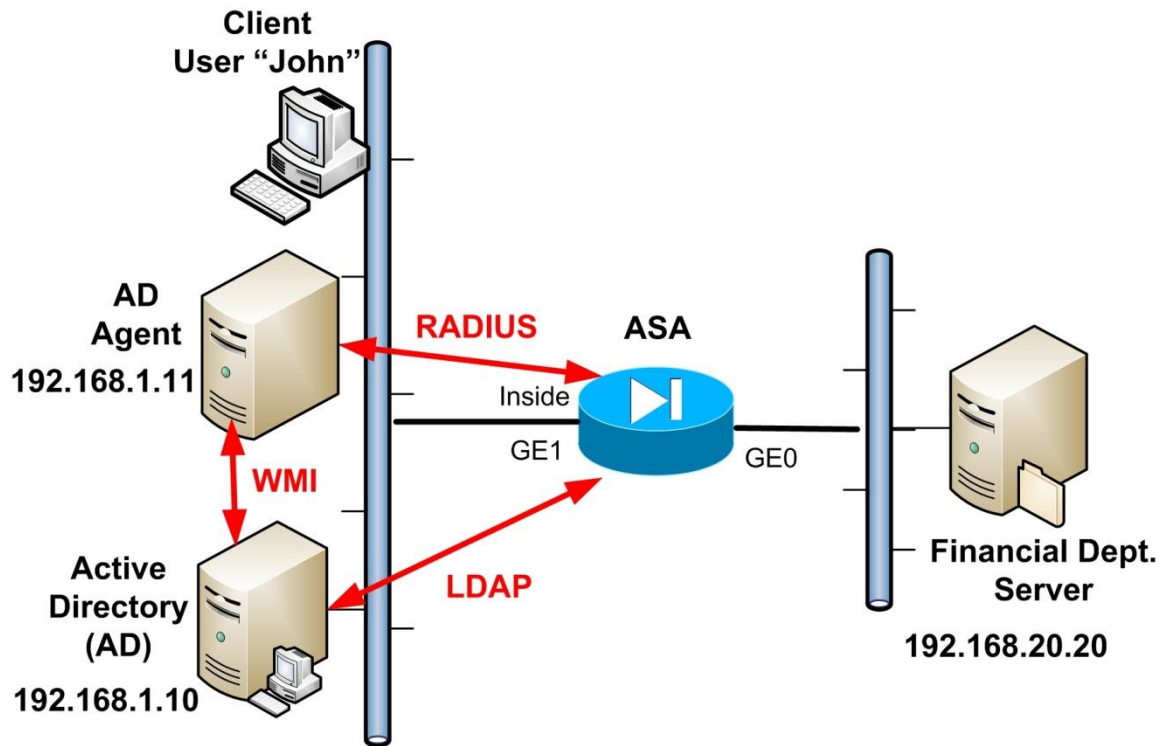 Client
User “John”
AD
Agent
192.168.1.11
RADIUS
ASA
Inside
GE1
GE0
WMI
LDAP
Active
Directory
(AD)
192.168.1.10
Financial Dept.
Server
192.168.20.20